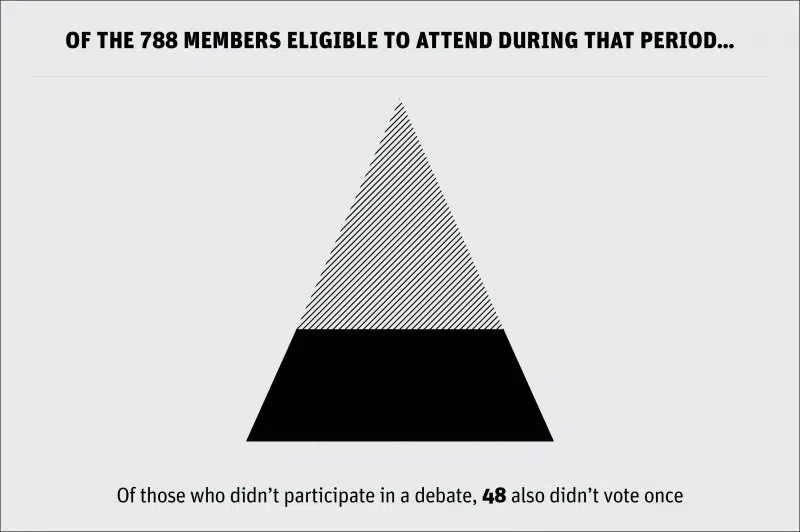 OF THE 788 MEMBERS ELIGIBLE TO ATTEND DURING THAT PERIOD...
Of those who didn’t participate in a debate, 48 also didn’t vote once